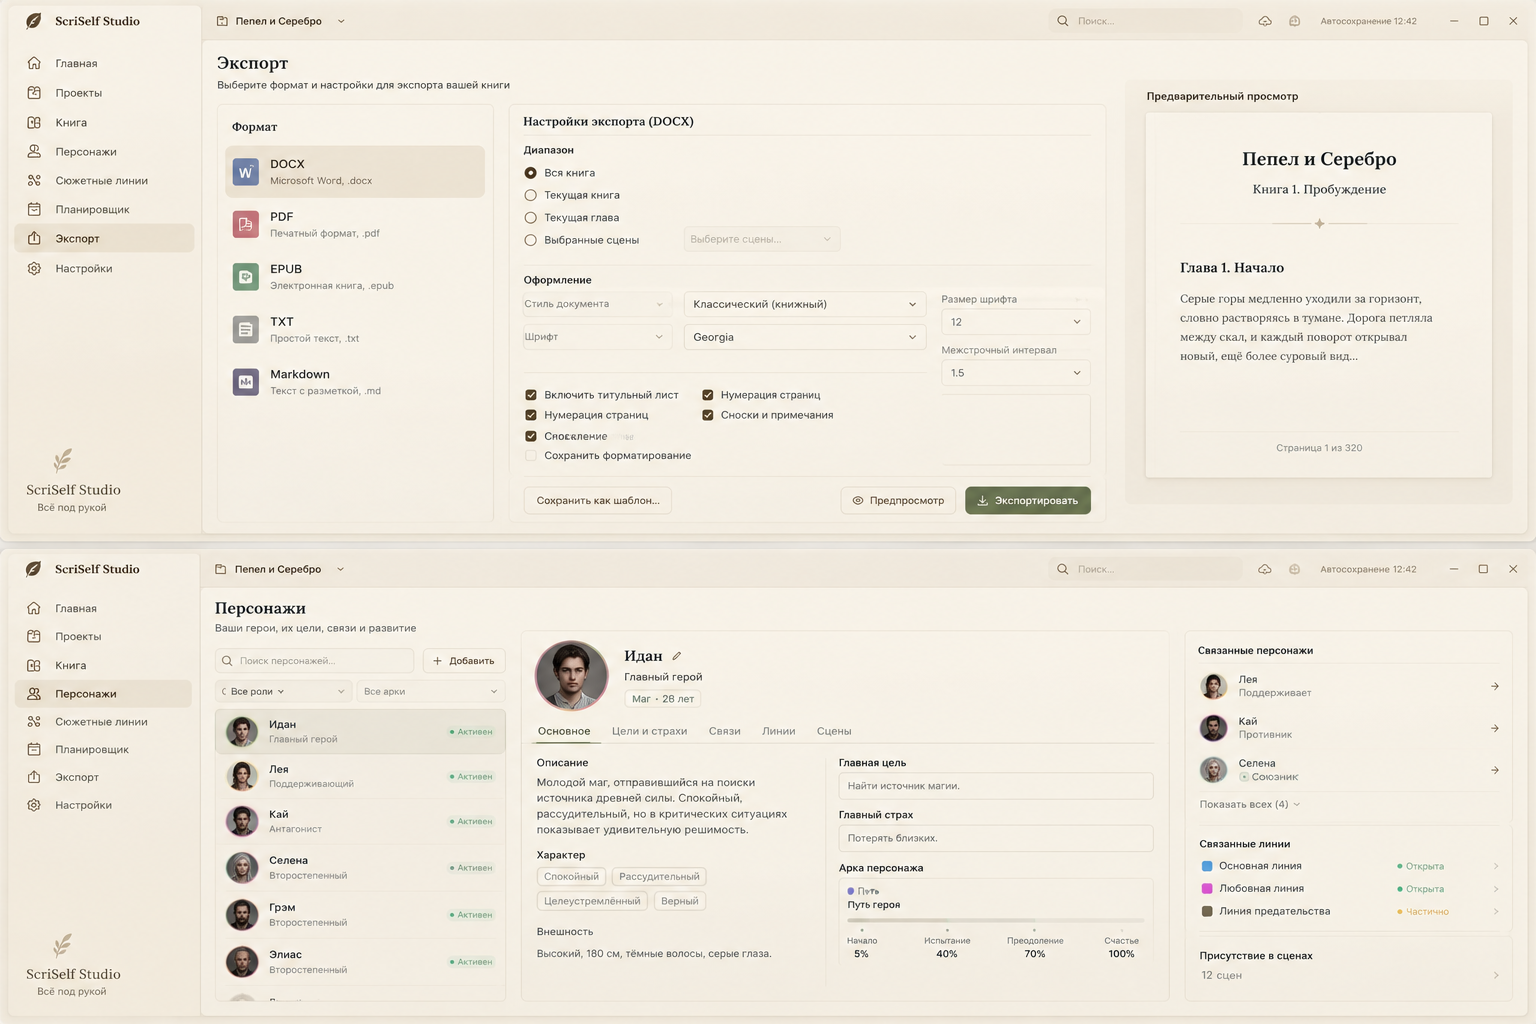 ScriSelf Studio
Пепел и Серебро
Поиск...
Автосохранение 12:42
Главная
Проекты
Книга
Персонажи
Сюжетные линии
Планировщик
Экспорт
Настройки
ScriSelf Studio
Всё под рукой
Экспорт
Выберите формат и настройки для экспорта вашей книги
Формат
DOCX
Microsoft Word, .docx
PDF
Печатный формат, .pdf
EPUB
Электронная книга, .epub
TXT
Простой текст, .txt
Markdown
Текст с разметкой, .md
Настройки экспорта (DOCX)
Диапазон
Вся книга
Текущая книга
Текущая глава
Выбранные сцены
Выберите сцены...
Оформление
Стиль документа
Классический (книжный)
Шрифт
Georgia
Размер шрифта
12
Межстрочный интервал
1.5
Включить титульный лист
Нумерация страниц
Нумерация страниц
Сноски и примечания
Сохранить форматирование
Сохранить как шаблон...
Предпросмотр
Экспортировать
Предварительный просмотр
Пепел и Серебро
Книга 1. Пробуждение
Глава 1. Начало
Серые горы медленно уходили за горизонт,
словно растворяясь в тумане. Дорога петляла
между скал, и каждый поворот открывал
новый, ещё более суровый вид...
Страница 1 из 320
ScriSelf Studio
Пепел и Серебро
Поиск...
Автосохранене 12:42
Главная
Проекты
Книга
Персонажи
Сюжетные линии
Планировщик
Экспорт
Настройки
ScriSelf Studio
Всё под рукой
Персонажи
Ваши герои, их цели, связи и развитие
Поиск персонажей...
Добавить
Все роли
Все арки
Идан
Главный герой
Активен
Лея
Поддерживающий
Активен
Кай
Антагонист
Активен
Селена
Второстепенный
Активен
Грэм
Второстепенный
Активен
Элиас
Второстепенный
Активен
Идан
Главный герой
Маг • 28 лет
Основное
Цели и страхи
Связи
Линии
Сцены
Описание
Молодой маг, отправившийся на поиски
источника древней силы. Спокойный,
рассудительный, но в критических ситуациях
показывает удивительную решимость.
Характер
Спокойный
Рассудительный
Целеустремлённый
Верный
Внешность
Высокий, 180 см, тёмные волосы, серые глаза.
Главная цель
Найти источник магии.
Главный страх
Потерять близких.
Арка персонажа
Путь
Путь героя
Начало
5%
Испытание
40%
Преодоление
70%
Счастье
100%
Связанные персонажи
Лея
Поддерживает
Кай
Противник
Селена
Союзник
Показать всех (4)
Связанные линии
Основная линия
Открыта
Любовная линия
Открыта
Линия предательства
Частично
Присутствие в сценах
12 сцен